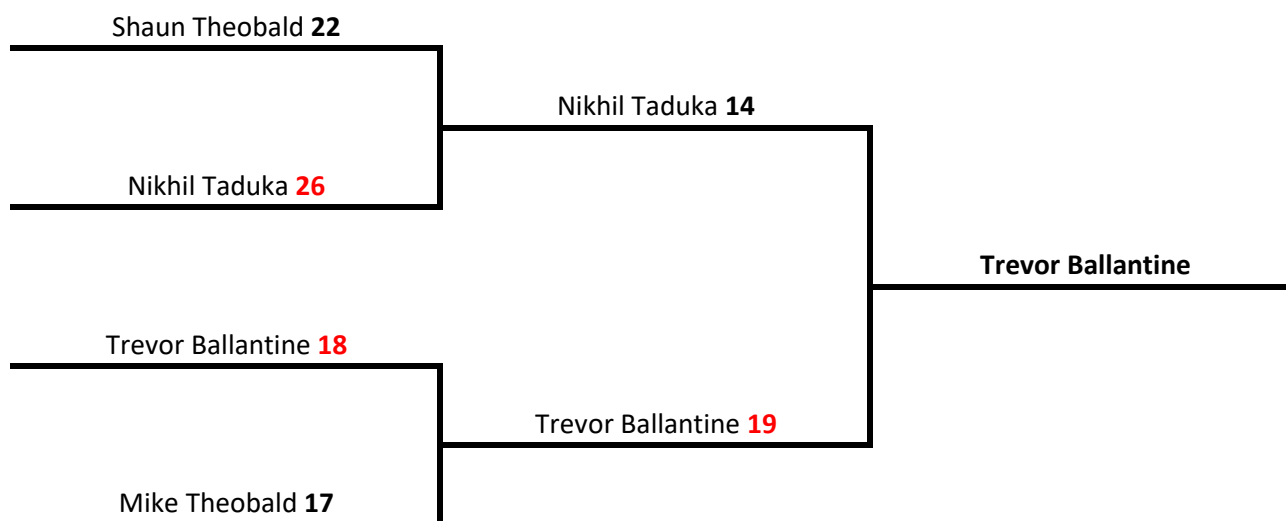 Shaun Theobald 22
Nikhil Taduka 14
Nikhil Taduka 26
Trevor Ballantine
Trevor Ballantine 18
Trevor Ballantine 19
Mike Theobald 17